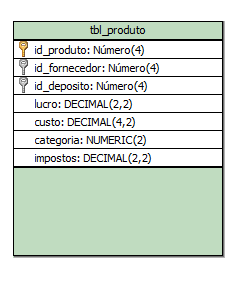 tbl_produto
id_produto: Número(4)
id_fornecedor: Número(4)
id_deposito: Número(4)
lucro: DECIMAL(2,2)
custo: DECIMAL(4,2)
categoria: NUMERIC(2)
impostos: DECIMAL(2,2)